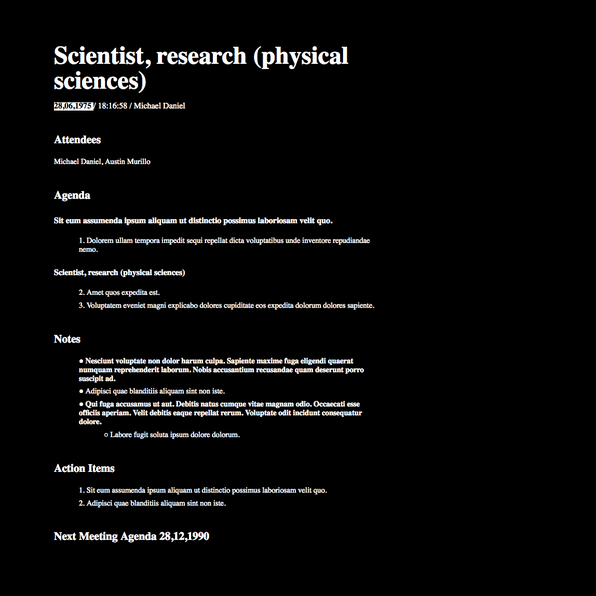 Scientist, research (physical
sciences)
28.06.1975/ 18:16:58 / Michael Daniel
Attendees
Michael Daniel, Austin Murillo
Agenda
Sit eum assumenda ipsum aliquam ut distinctio possimus laboriosam velit quo.
1. Dolorem ullam tempora impedit sequi repellat dicta voluptatibus unde inventore repudiandae
nemo.
Scientist, research (physical sciences)
2. Amet quos expedita est.
3. Voluptatem eveniet magni explicabo dolores cupiditate eos expedita dolorum dolores sapiente.
Notes
● Nesciunt voluptate non dolor harum culpa. Sapiente maxime fuga eligendi quaerat
numquam reprehenderit laborum. Nobis accusantium recusandae quam deserunt porro
suscipit ad.
● Adipisci quae blanditiis aliquam sint non iste.
● Qui fuga accusamus ut aut. Debitis natus cumque vitae magnam odio. Occaecati esse
officiis aperiam. Velit debitis eaque repellat rerum. Voluptate odit incidunt consequatur
dolore.
○ Labore fugit soluta ipsum dolore dolorum.
Action Items
1. Sit eum assumenda ipsum aliquam ut distinctio possimus laboriosam velit quo.
2. Adipisci quae blanditiis aliquam sint non iste.
Next Meeting Agenda 28,12,1990